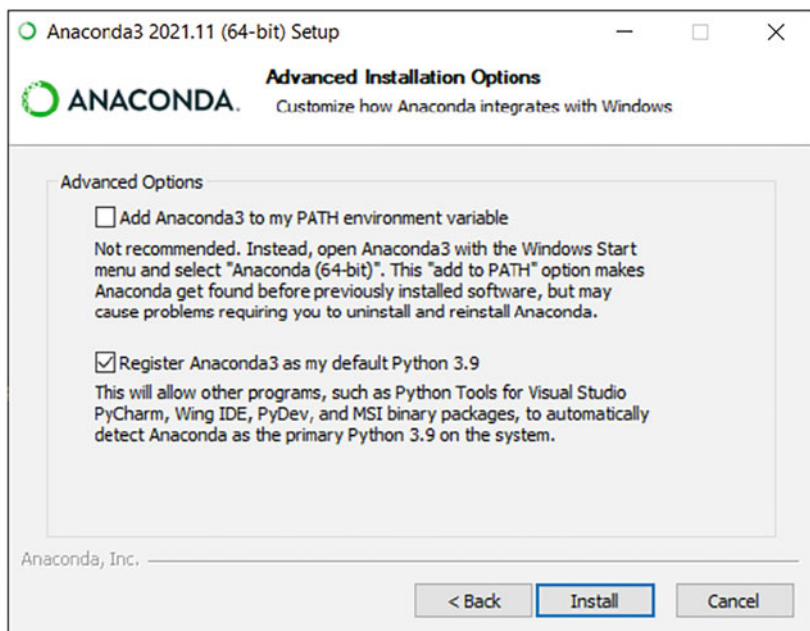 Anaconda3 2021.11 (64-bit) Setup
ANACONDA.
Advanced Installation Options
Customize how Anaconda integrates with Windows
Advanced Options
Add Anaconda3 to my PATH environment variable
Not recommended. Instead, open Anaconda3 with the Windows Start
menu and select "Anaconda (64-bit)". This "add to PATH" option makes
Anaconda get found before previously installed software, but may
cause problems requiring you to uninstall and reinstall Anaconda.
Register Anaconda3 as my default Python 3.9
This will allow other programs, such as Python Tools for Visual Studio
PyCharm, Wing IDE, PyDev, and MSI binary packages, to automatically
detect Anaconda as the primary Python 3.9 on the system.
Anaconda, Inc.
< Back
Install
Cancel